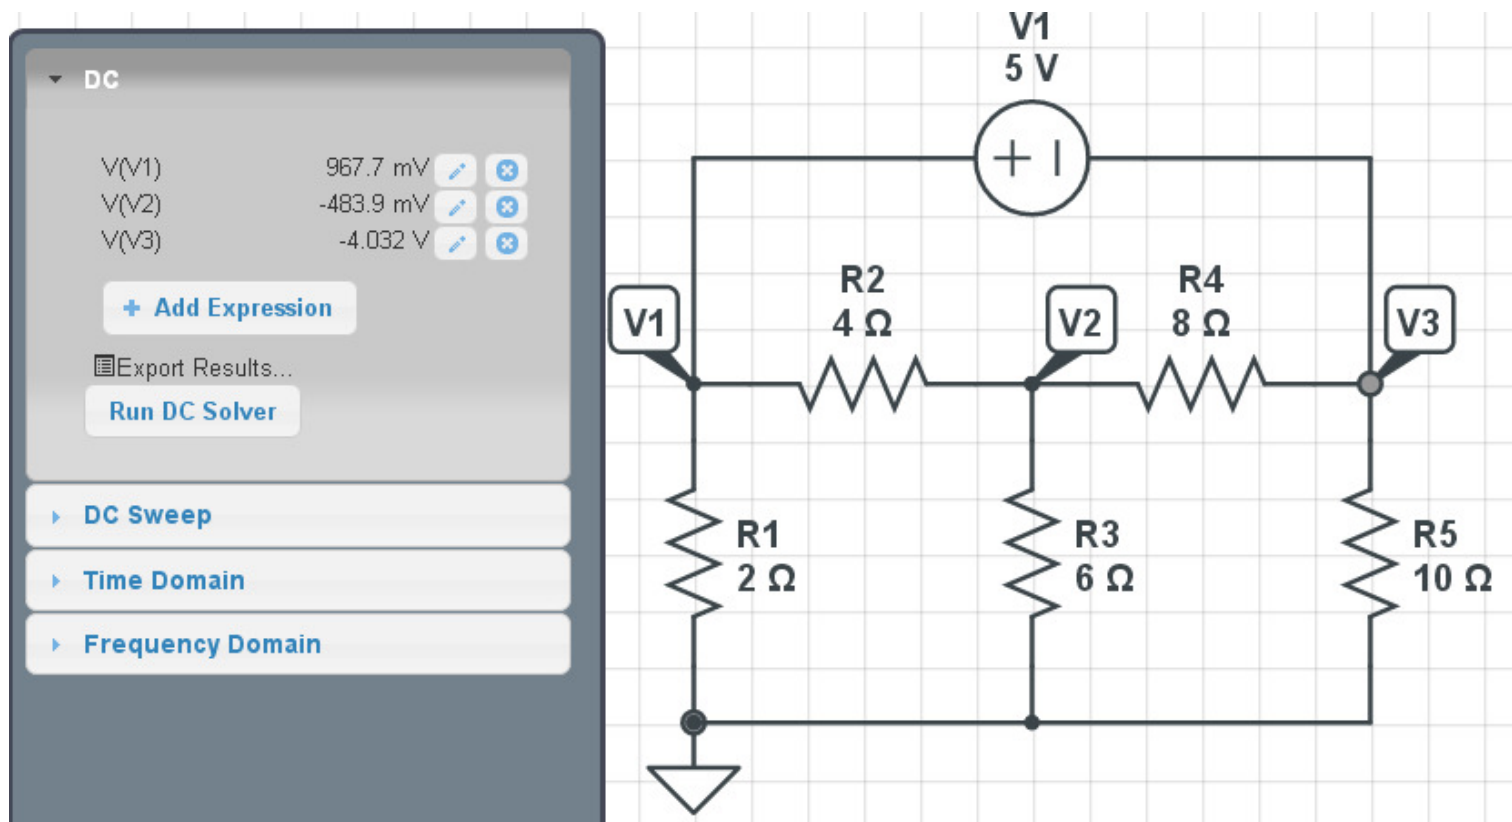 DC
V(V1) 967.7 mV
V(V2) -483.9 mV
V(V3) -4.032 V
+ Add Expression
Export Results...
Run DC Solver
DC Sweep
Time Domain
Frequency Domain
V1
5 V
+ I
R2
4 Ω
R4
8 Ω
V1
V2
V3
R1
2 Ω
R3
6 Ω
R5
10 Ω